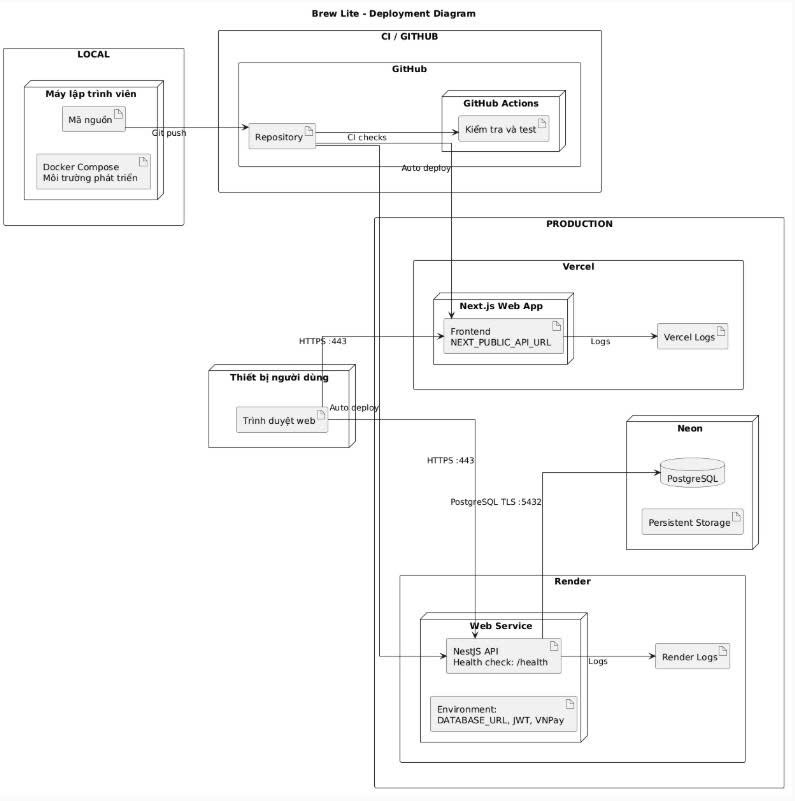 Brew Lite - Deployment Diagram
CI / GITHUB
LOCAL
GitHub
Máy lập trình viên
GitHub Actions
Mã nguồn
Kiểm tra và test
Git push
Repository
CI checks
Docker Compose
Môi trường phát triển
Auto deploy
PRODUCTION
Vercel
Next.js Web App
Frontend
NEXT_PUBLIC_API_URL
Logs
Vercel Logs
HTTPS :443
Thiết bị người dùng
Auto deploy
Trình duyệt web
Neon
HTTPS :443
PostgreSQL
PostgreSQL TLS :5432
Persistent Storage
Render
Web Service
NestJS API
Health check: /health
Logs
Render Logs
Environment:
DATABASE_URL, JWT, VNPay